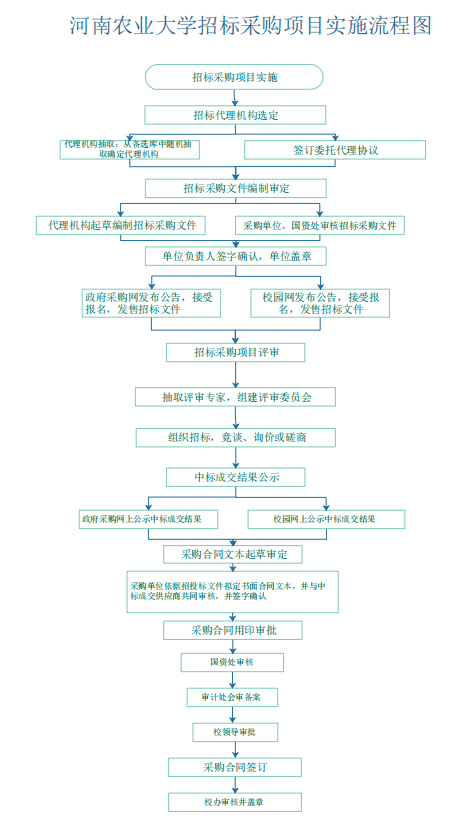 河南农业大学招标采购项目实施流程图
招标采购项目实施
招标代理机构选定
代理机构抽取：从备选库中随机抽
取确定代理机构
签订委托代理协议
招标采购文件编制审定
代理机构起草编制招标采购文件
采购单位、国资处审核招标采购文件
单位负责人签字确认，单位盖章
政府采购网发布公告，接受
报名，发售招标文件
校园网发布公告，接受报
名，发售招标文件
招标采购项目评审
抽取评审专家，组建评审委员会
组织招标，竞谈、询价或磋商
中标成交结果公示
政府采购网上公示中标成交结果
校园网上公示中标成交结果
采购合同文本起草审定
采购单位依据招投标文件拟定书面合同文本，并与中
标成交供应商共同审核，并签字确认
采购合同用印审批
国资处审核
审计处会审备案
校领导审批
采购合同签订
校办审核并盖章